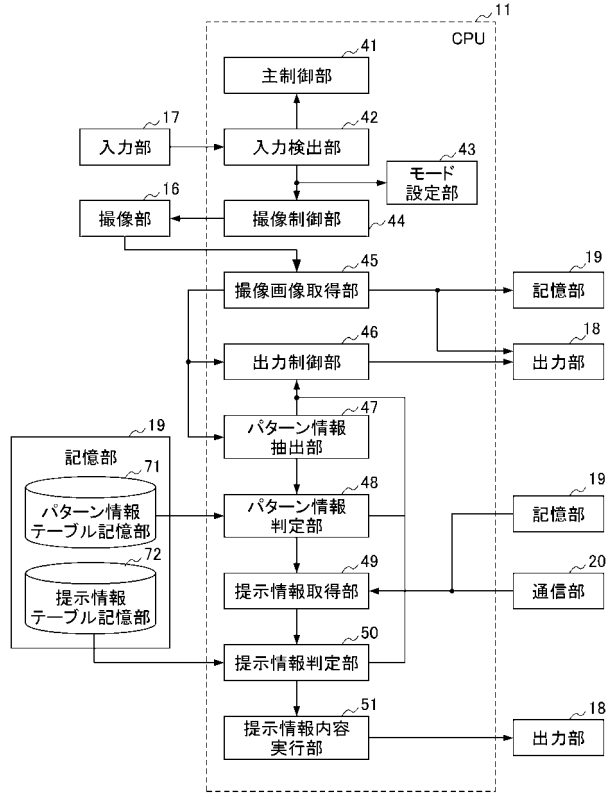 11
CPU
41
主制御部
17
入力部
42
入力検出部
43
モード
設定部
16
撮像部
撮像制御部
44
45
撮像画像取得部
19
記憶部
46
出力制御部
18
出力部
47
パターン情報
抽出部
19
記憶部
71
パターン情報
テーブル記憶部
72
提示情報
テーブル記憶部
48
パターン情報
判定部
19
記憶部
49
提示情報取得部
20
通信部
50
提示情報判定部
51
提示情報内容
実行部
18
出力部